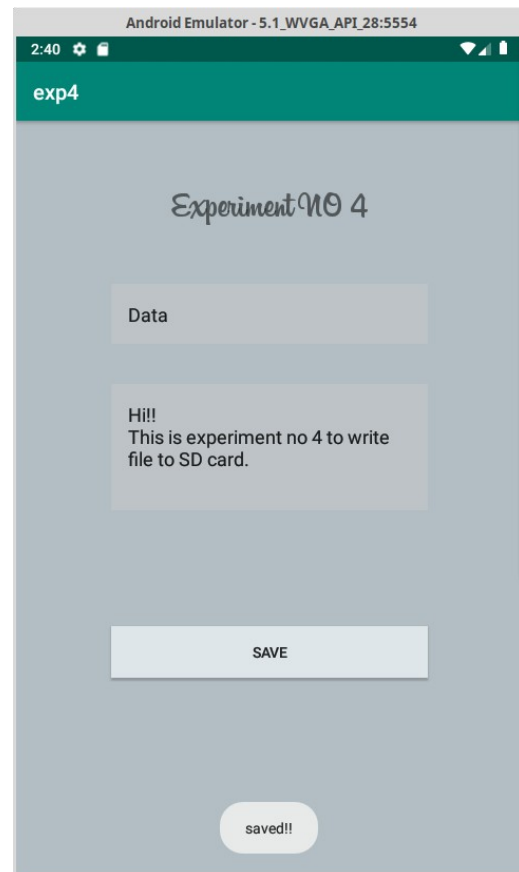 Android Emulator - 5.1_WVGA_API_28:5554
2:40
exp4
Experiment NO 4
Data
Hi!!
This is experiment no 4 to write
file to SD card.
SAVE
saved!!